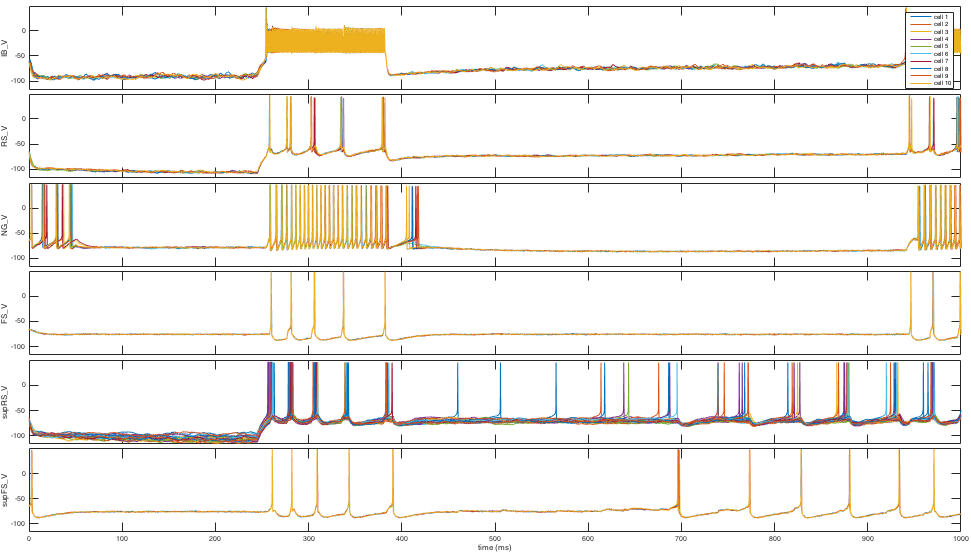 0
-50
-100
IB_V
cell 1
cell 2
cell 3
cell 4
cell 5
cell 6
cell 7
cell 8
cell 9
cell 10
0
-50
-100
RS_V
0
-50
-100
NG_V
0
-50
-100
FS_V
0
-50
-100
supRS_V
0
-50
-100
supFS_V
0 100 200 300 400 500 600 700 800 900 1000
time (ms)